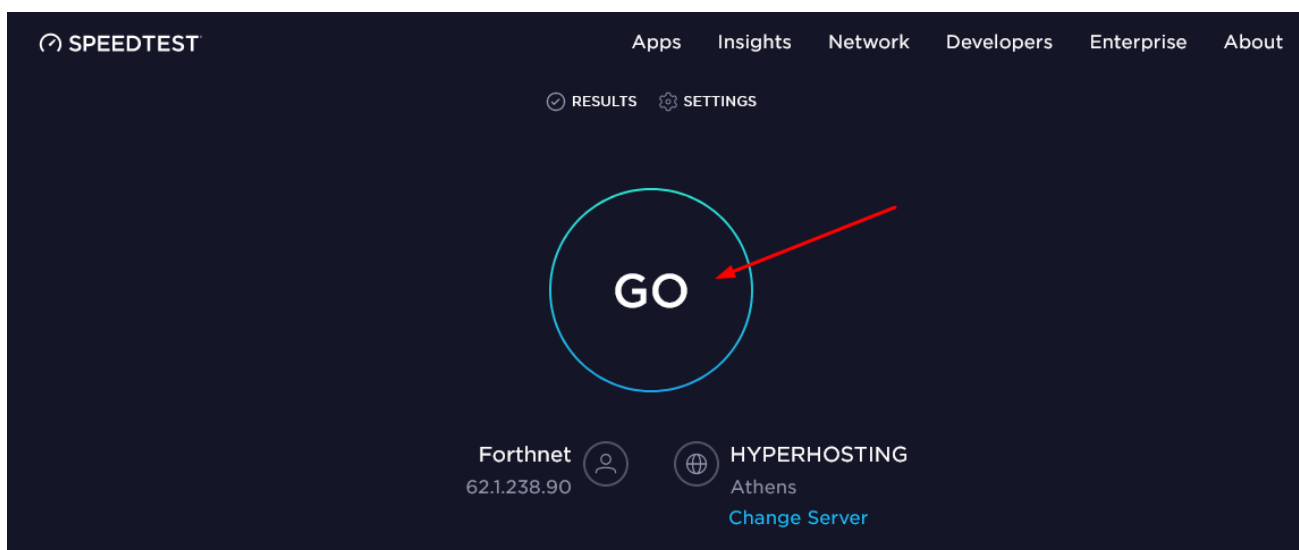 SPEEDTEST
Apps Insights Network Developers Enterprise About
RESULTS SETTINGS
GO
Forthnet
62.1.238.90
HYPERHOSTING
Athens
Change Server